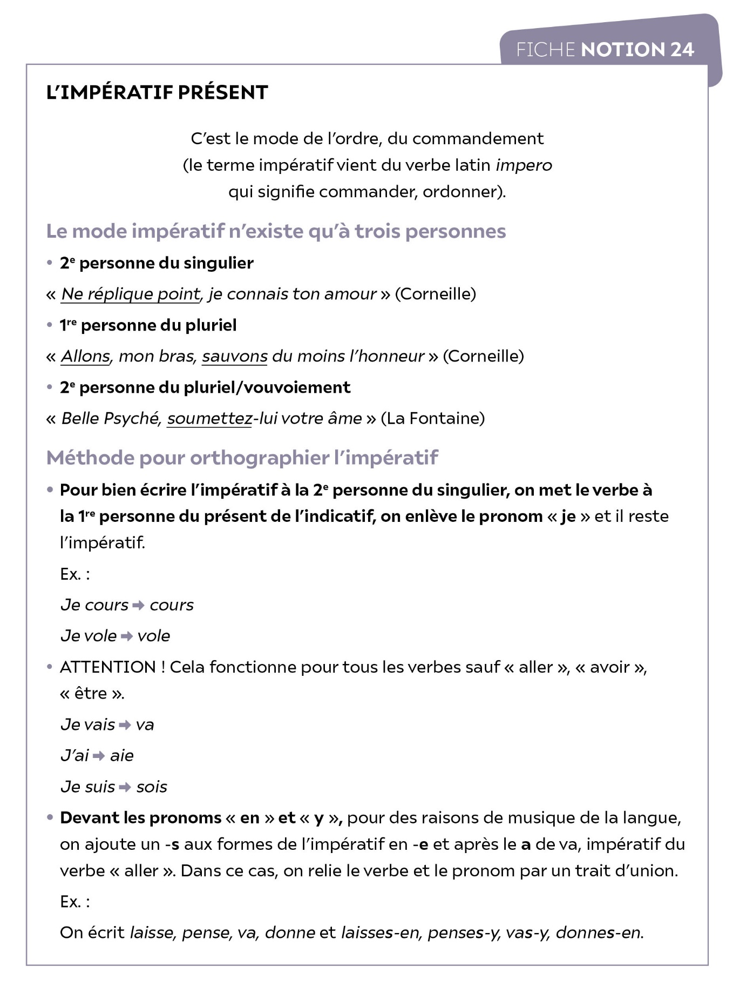 FICHE NOTION 24
L’IMPÉRATIF PRÉSENT
C’est le mode de l’ordre, du commandement
(le terme impératif vient du verbe latin impero
qui signifie commander, ordonner).
Le mode impératif n’existe qu’à trois personnes
• 2e personne du singulier
« Ne réplique point, je connais ton amour » (Corneille)
• 1re personne du pluriel
« Allons, mon bras, sauvons du moins l’honneur » (Corneille)
• 2e personne du pluriel/vouvoiement
« Belle Psyché, soumettez-lui votre âme » (La Fontaine)
Méthode pour orthographier l’impératif
• Pour bien écrire l’impératif à la 2e personne du singulier, on met le verbe à
la 1re personne du présent de l’indicatif, on enlève le pronom « je » et il reste
l’impératif.
Ex. :
Je cours ➡ cours
Je vole ➡ vole
• ATTENTION ! Cela fonctionne pour tous les verbes sauf « aller », « avoir »,
« être ».
Je vais ➡ va
J’ai ➡ aie
Je suis ➡ sois
• Devant les pronoms « en » et « y », pour des raisons de musique de la langue,
on ajoute un -s aux formes de l’impératif en -e et après le a de va, impératif du
verbe « aller ». Dans ce cas, on relie le verbe et le pronom par un trait d’union.
Ex. :
On écrit laisse, pense, va, donne et laisses-en, penses-y, vas-y, donnes-en.